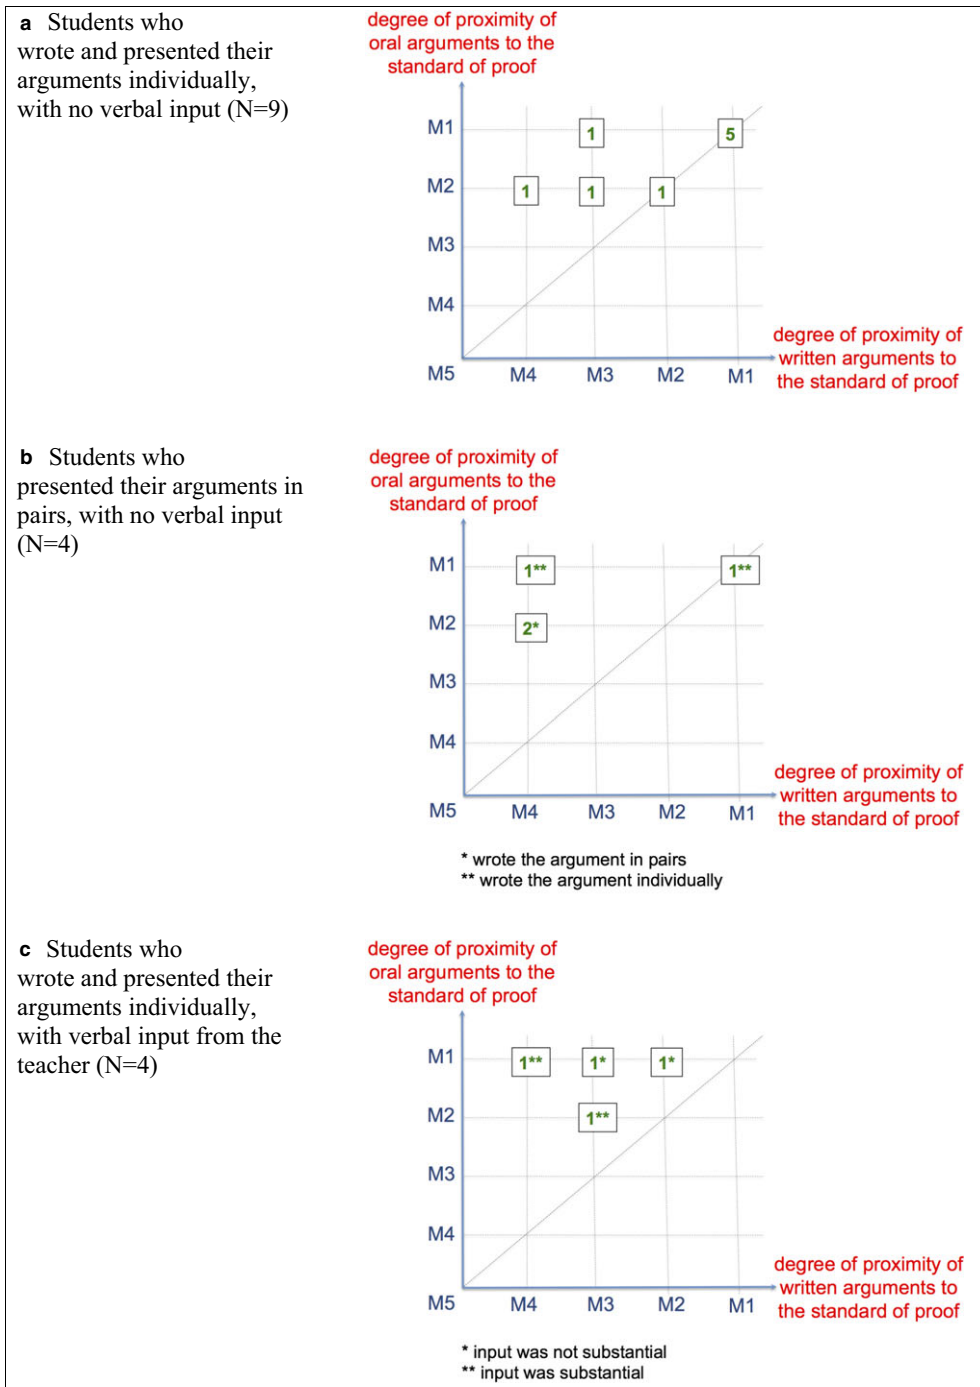 a Students who
wrote and presented their
arguments individually,
with no verbal input (N=9)
degree of proximity of
oral arguments to the
standard of proof
M1
1
5
M2
1
1
1
M3
M4
M5
M4
M3
M2
M1
degree of proximity of
written arguments to
the standard of proof
b Students who
presented their arguments in
pairs, with no verbal input
(N=4)
degree of proximity of
oral arguments to the
standard of proof
M1
1**
1**
M2
2*
M3
M4
M5
M4
M3
M2
M1
degree of proximity of
written arguments to
the standard of proof
* wrote the argument in pairs
** wrote the argument individually
c Students who
wrote and presented their
arguments individually,
with verbal input from the
teacher (N=4)
degree of proximity of
oral arguments to the
standard of proof
M1
1**
1*
1*
M2
1**
M3
M4
M5
M4
M3
M2
M1
degree of proximity of
written arguments to
the standard of proof
* input was not substantial
** input was substantial